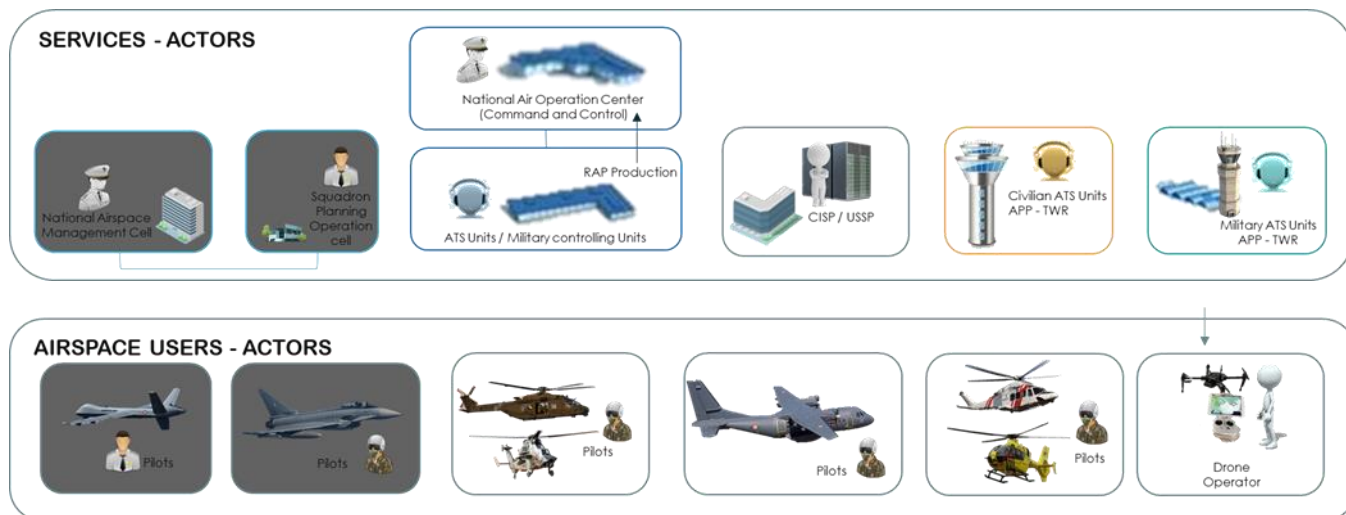 SERVICES - ACTORS
National Air Operation Center
(Command and Control)
RAP Production
ATS Units / Military controlling Units
National Airspace
Management Cell
Squadron
Planning
Operation
cell
CISP / USSP
Civilian ATS Units
APP - TWR
Military ATS Units
APP - TWR
AIRSPACE USERS - ACTORS
Pilots
Pilots
Pilots
Pilots
Pilots
Drone
Operator